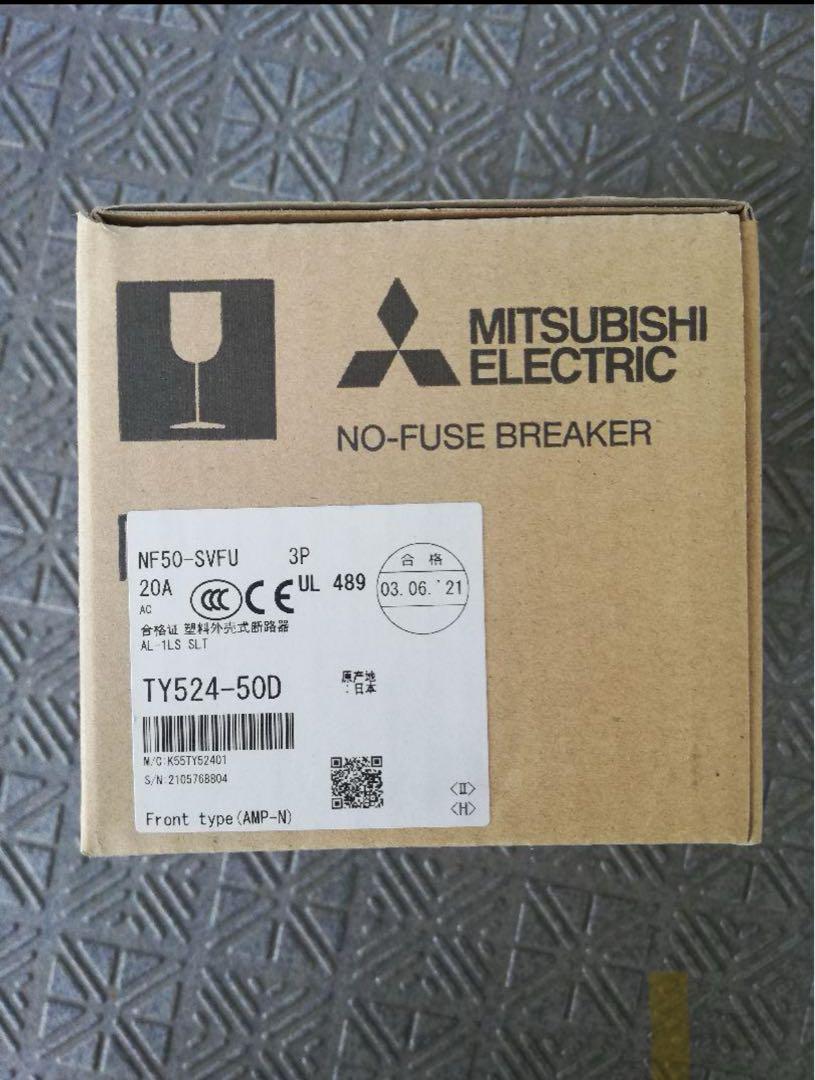 MITSUBISHI
ELECTRIC
NO-FUSE BREAKER
NF50-SVFU 3P
20A CCC CE UL 489
AC
合格
03.06.'21
合格证 塑料外壳式断路器
AL-1LS SLT
TY524-50D
原产地
:日本
M/C:K55TY52401
S/N:2105768804
<II>
<H>
Front type(AMP-N)